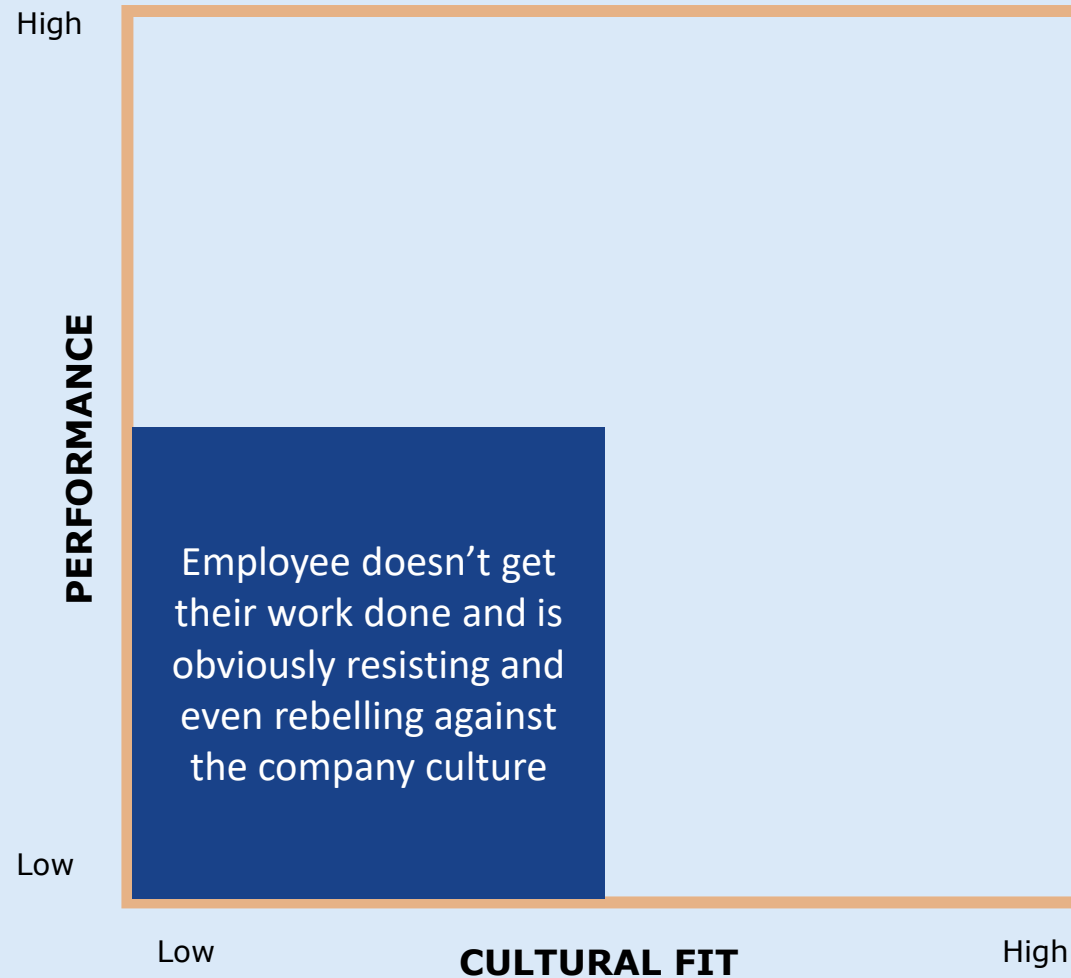 High
PERFORMANCE
Employee doesn’t get
their work done and is
obviously resisting and
even rebelling against
the company culture
Low
Low
CULTURAL FIT
High